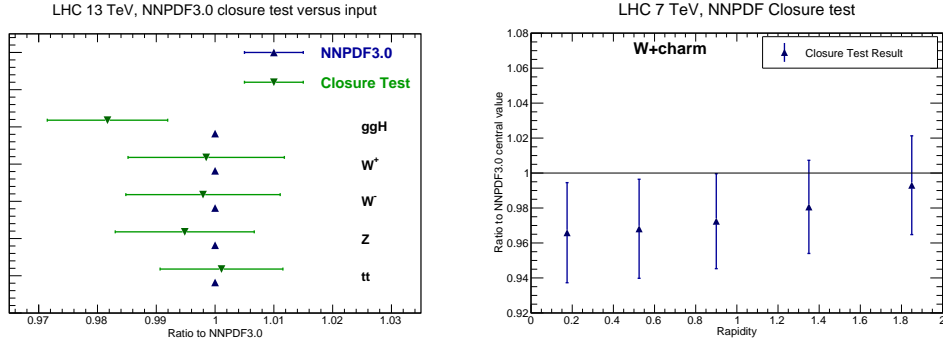 LHC 13 TeV, NNPDF3.0 closure test versus input
NNPDF3.0
Closure Test
ggH
W+
W-
Z
tt
0.97 0.98 0.99 1.00 1.01 1.02 1.03
Ratio to NNPDF3.0
LHC 7 TeV, NNPDF Closure test
W+charm
Closure Test Result
Ratio to NNPDF3.0 central value
1.08
1.06
1.04
1.02
1
0.98
0.96
0.94
0.92
0 0.2 0.4 0.6 0.8 1 1.2 1.4 1.6 1.8 2
Rapidity